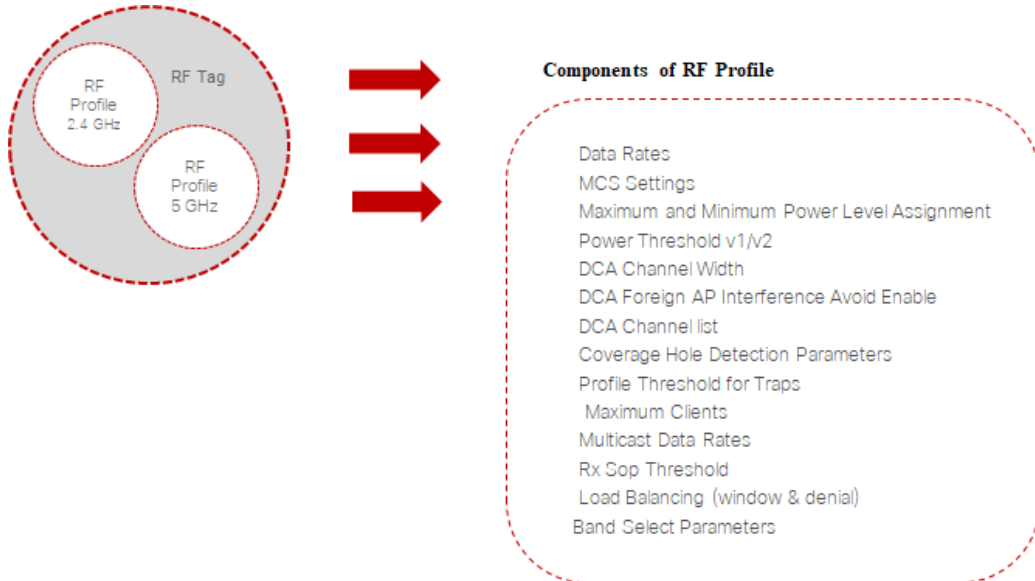 RF Tag
RF
Profile
2.4 GHz
RF
Profile
5 GHz
Components of RF Profile
Data Rates
MCS Settings
Maximum and Minimum Power Level Assignment
Power Threshold v1/v2
DCA Channel Width
DCA Foreign AP Interference Avoid Enable
DCA Channel list
Coverage Hole Detection Parameters
Profile Threshold for Traps
Maximum Clients
Multicast Data Rates
Rx Sop Threshold
Load Balancing (window & denial)
Band Select Parameters